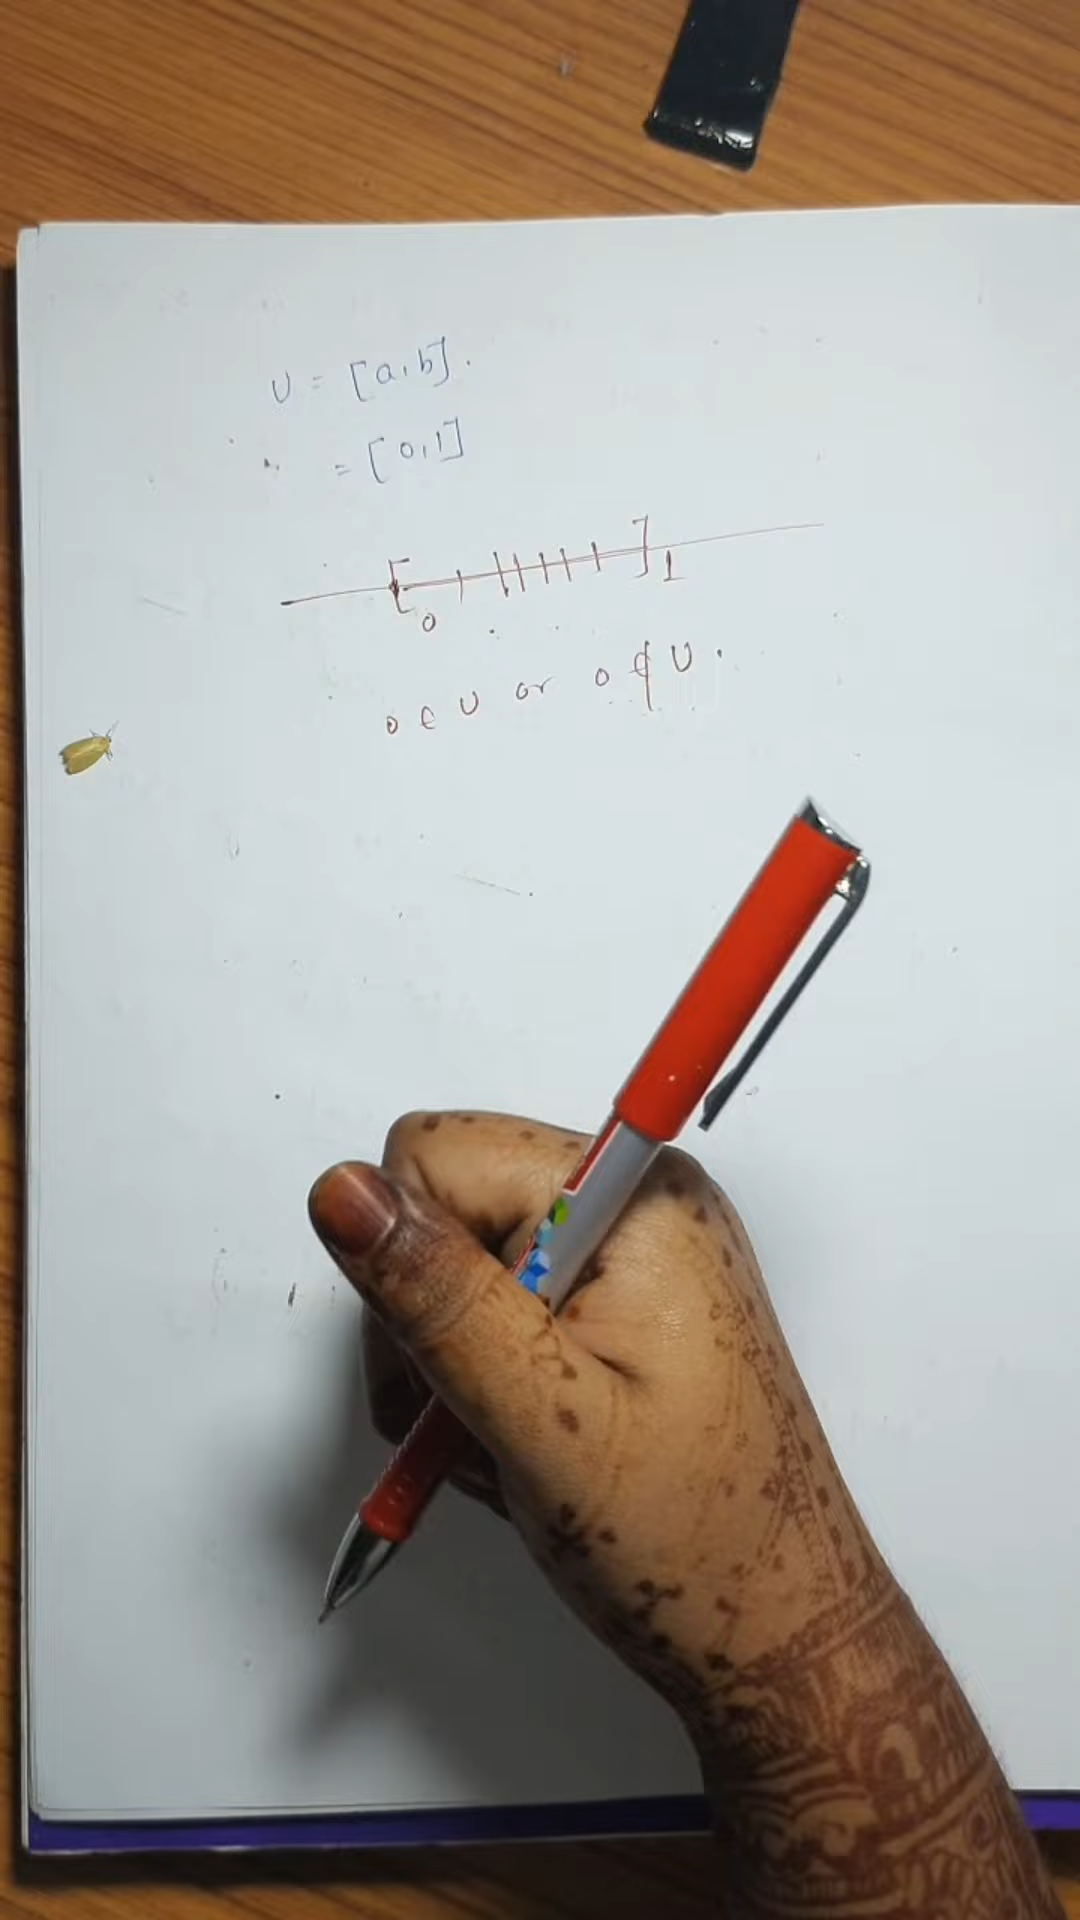 U = [a, b].
= [0, 1]
[ ]
0 1
0 ∈ U or 0 ∉ U.